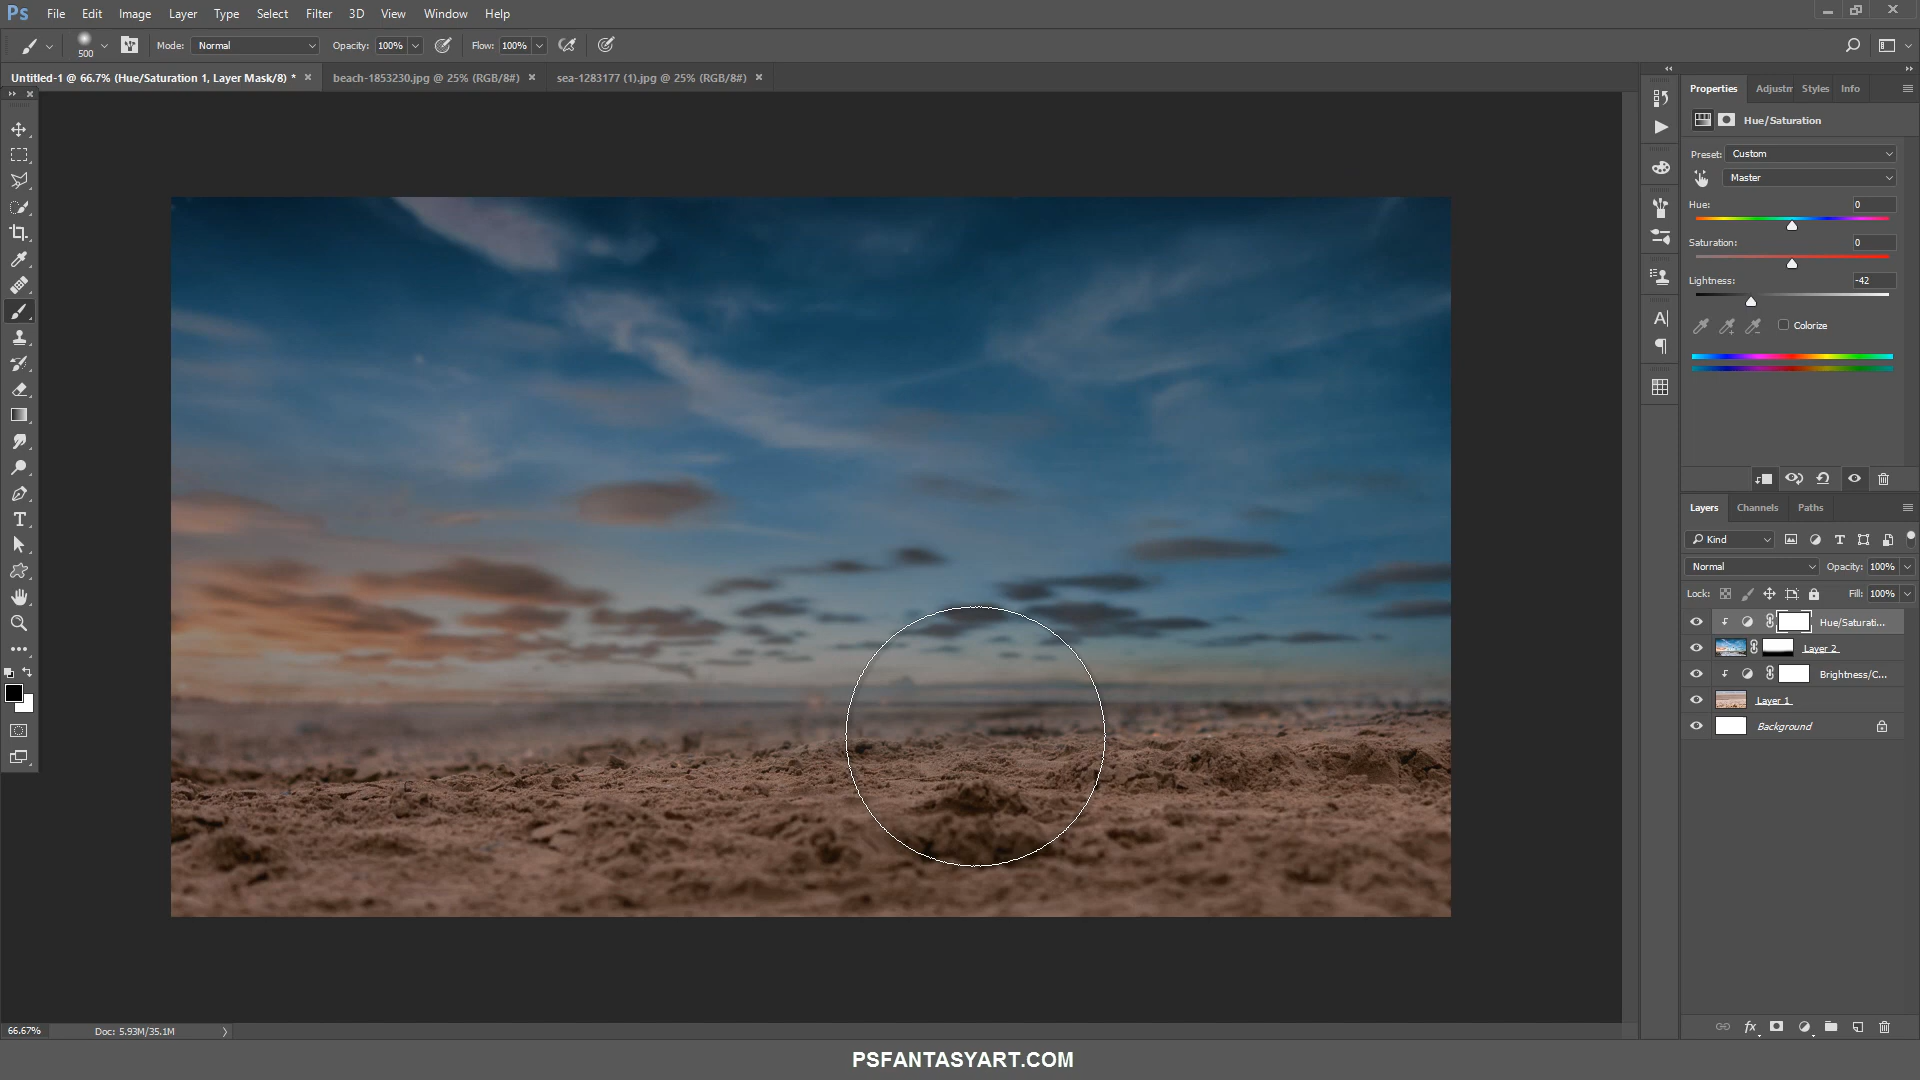 Ps File Edit Image Layer Type Select Filter 3D View Window Help
500 Mode: Normal Opacity: 100% Flow: 100%
Untitled-1 @ 66.7% (Hue/Saturation 1, Layer Mask/8) * × beach-1853230.jpg @ 25% (RGB/8#) × sea-1283177 (1).jpg @ 25% (RGB/8#) ×
Properties Adjustm Styles Info
Hue/Saturation
Preset: Custom
Master
Hue: 0
Saturation: 0
Lightness: -42
Colorize
Layers Channels Paths
Kind
Normal Opacity: 100%
Lock: Fill: 100%
Hue/Saturati...
Layer 2
Brightness/C...
Layer 1
Background
66.67% Doc: 5.93M/35.1M
PSFANTASYART.COM